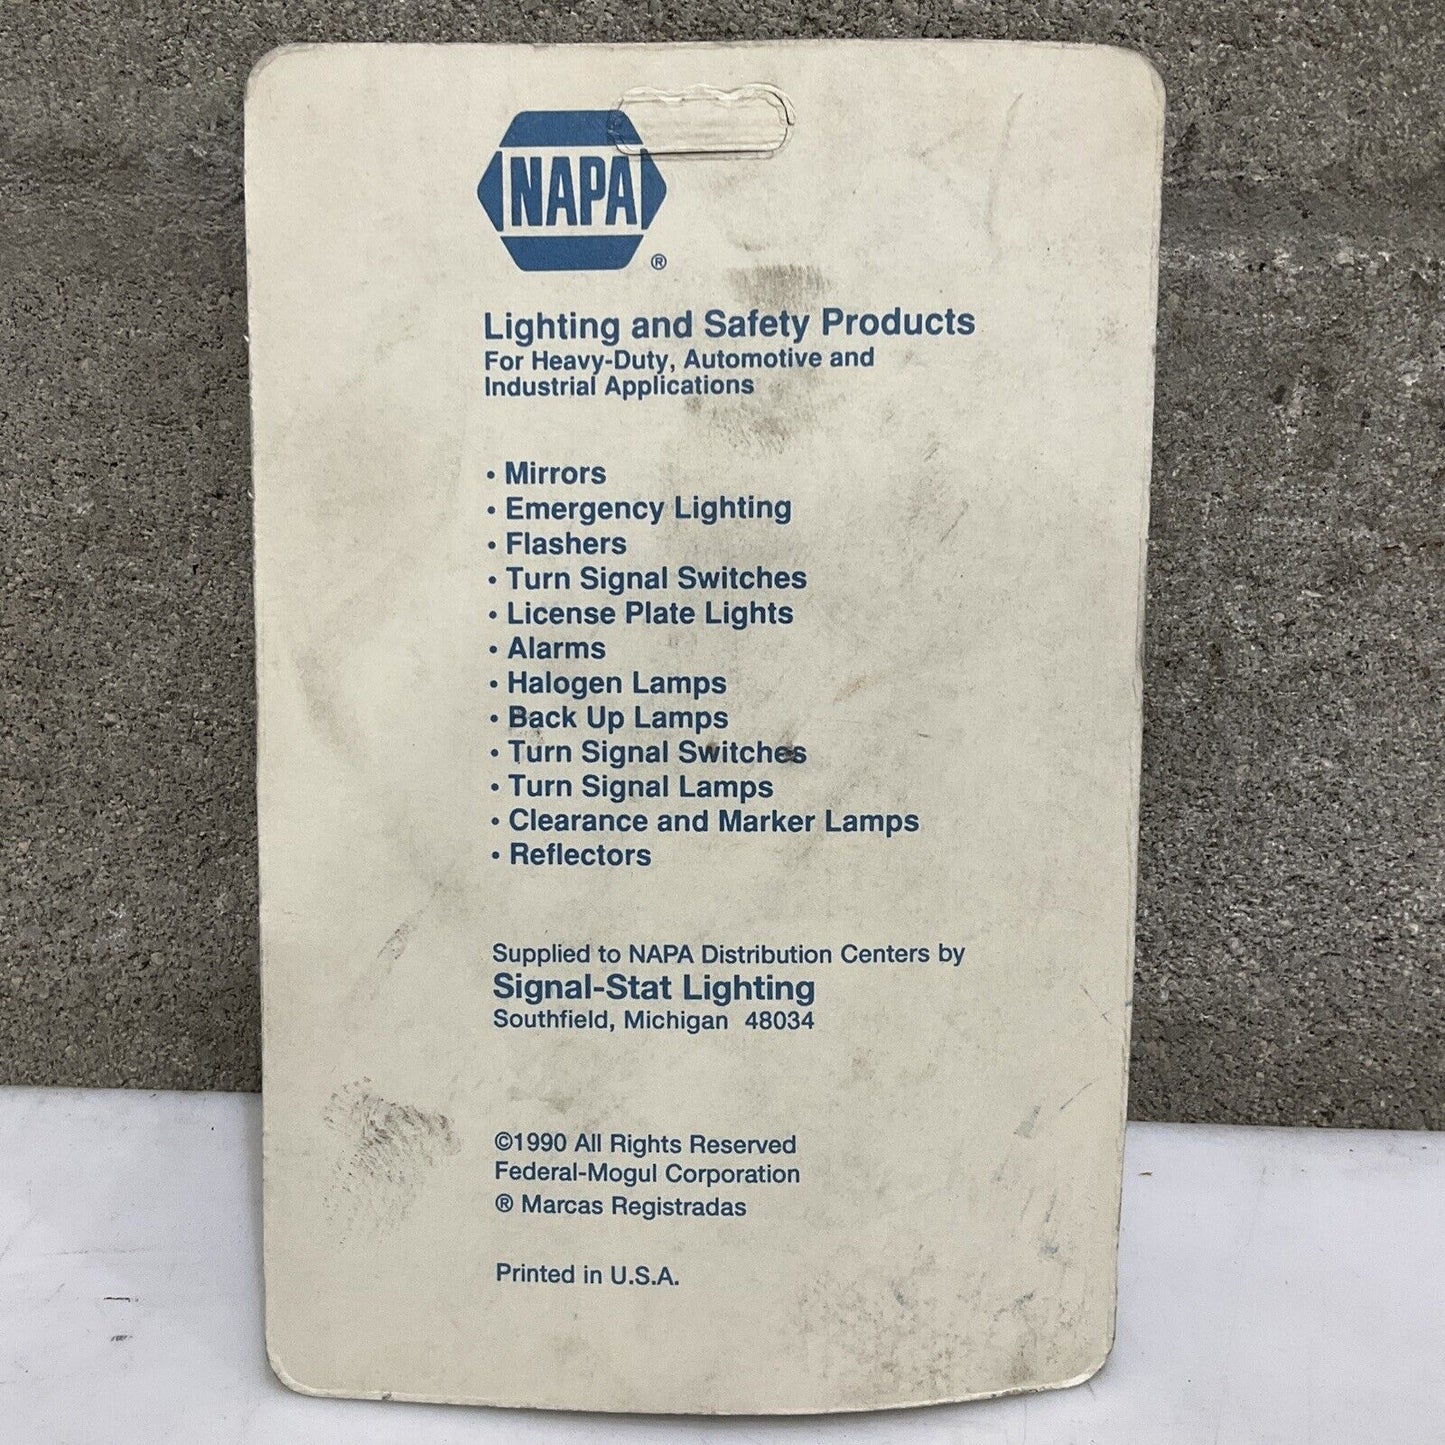 NAPA
®
Lighting and Safety Products
For Heavy-Duty, Automotive and
Industrial Applications
• Mirrors
• Emergency Lighting
• Flashers
• Turn Signal Switches
• License Plate Lights
• Alarms
• Halogen Lamps
• Back Up Lamps
• Turn Signal Switches
• Turn Signal Lamps
• Clearance and Marker Lamps
• Reflectors
Supplied to NAPA Distribution Centers by
Signal-Stat Lighting
Southfield, Michigan 48034
©1990 All Rights Reserved
Federal-Mogul Corporation
® Marcas Registradas
Printed in U.S.A.